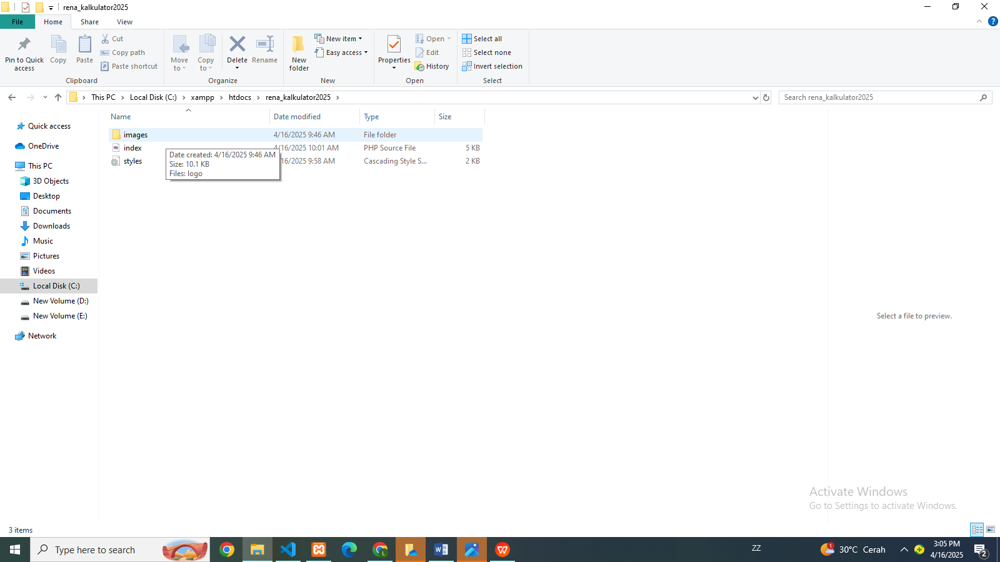 rena_kalkulator2025
File Home Share View
Pin to Quick access
Copy
Paste
Cut
Copy path
Paste shortcut
Clipboard
Move to
Copy to
Delete
Rename
Organize
New folder
New item
Easy access
New
Properties
Open
Edit
History
Open
Select all
Select none
Invert selection
Select
This PC Local Disk (C:) xampp htdocs rena_kalkulator2025
Search rena_kalkulator2025
Quick access
OneDrive
This PC
3D Objects
Desktop
Documents
Downloads
Music
Pictures
Videos
Local Disk (C:)
New Volume (D:)
New Volume (E:)
Network
Name Date modified Type Size
images 4/16/2025 9:46 AM File folder
index 4/16/2025 10:01 AM PHP Source File 5 KB
styles /16/2025 9:58 AM Cascading Style S... 2 KB
Date created: 4/16/2025 9:46 AM
Size: 10.1 KB
Files: logo
Select a file to preview.
Activate Windows
Go to Settings to activate Windows.
3 items
Type here to search
L
W
ZZ
1
30°C Cerah
3:05 PM
4/16/2025
2